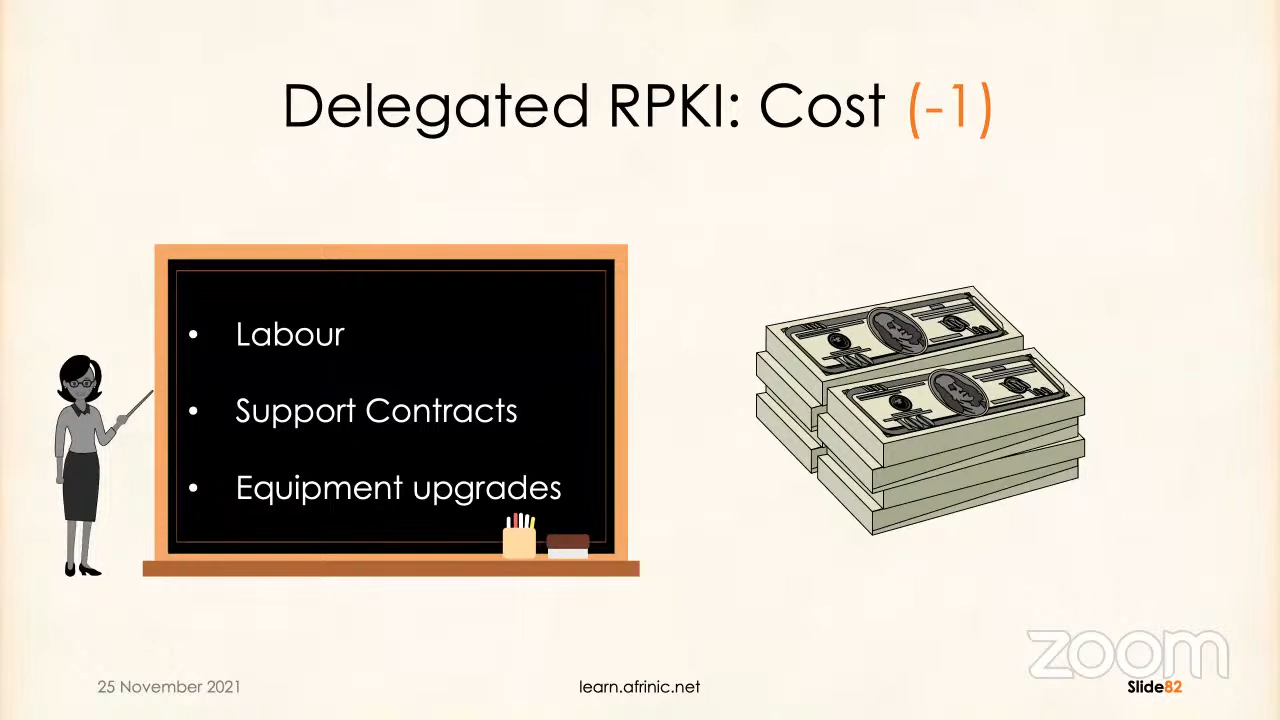 Delegated RPKI: Cost (-1)
• Labour
• Support Contracts
• Equipment upgrades
zoom
25 November 2021
learn.afrinic.net
Slide82